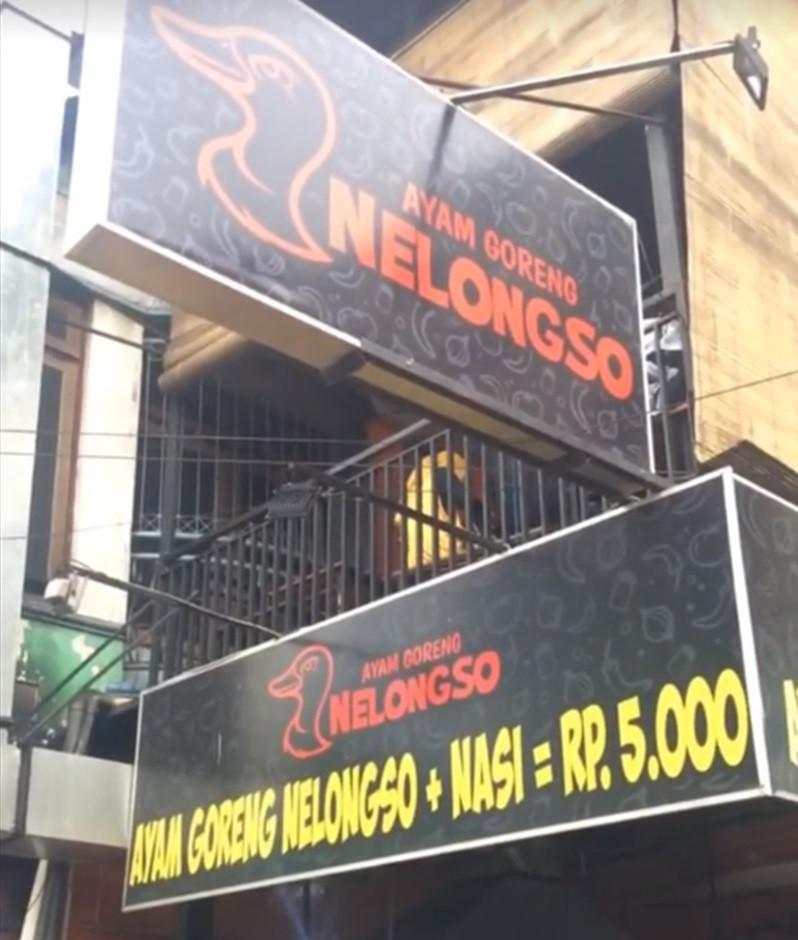 AYAM GORENG
NELONGSO
AYAM GORENG
NELONGSO
AYAM GORENG NELONGSO + NASI = RP. 5.000